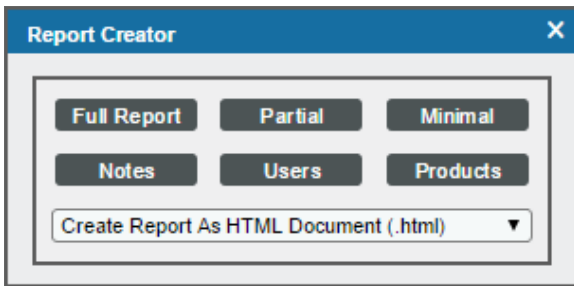 Report Creator
Full Report Partial Minimal
Notes Users Products
Create Report As HTML Document (.html)